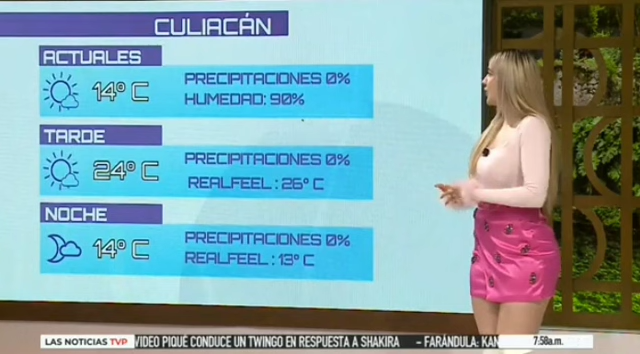 CULIACÁN
ACTUALES
14° C
PRECIPITACIONES 0%
HUMEDAD: 90%
TARDE
24° C
PRECIPITACIONES 0%
REALFEEL : 26° C
NOCHE
14° C
PRECIPITACIONES 0%
REALFEEL : 13° C
LAS NOTICIAS TVP VIDEO PIQUÉ CONDUCE UN TWINGO EN RESPUESTA A SHAKIRA - FARÁNDULA: KAN 7:58a.m.